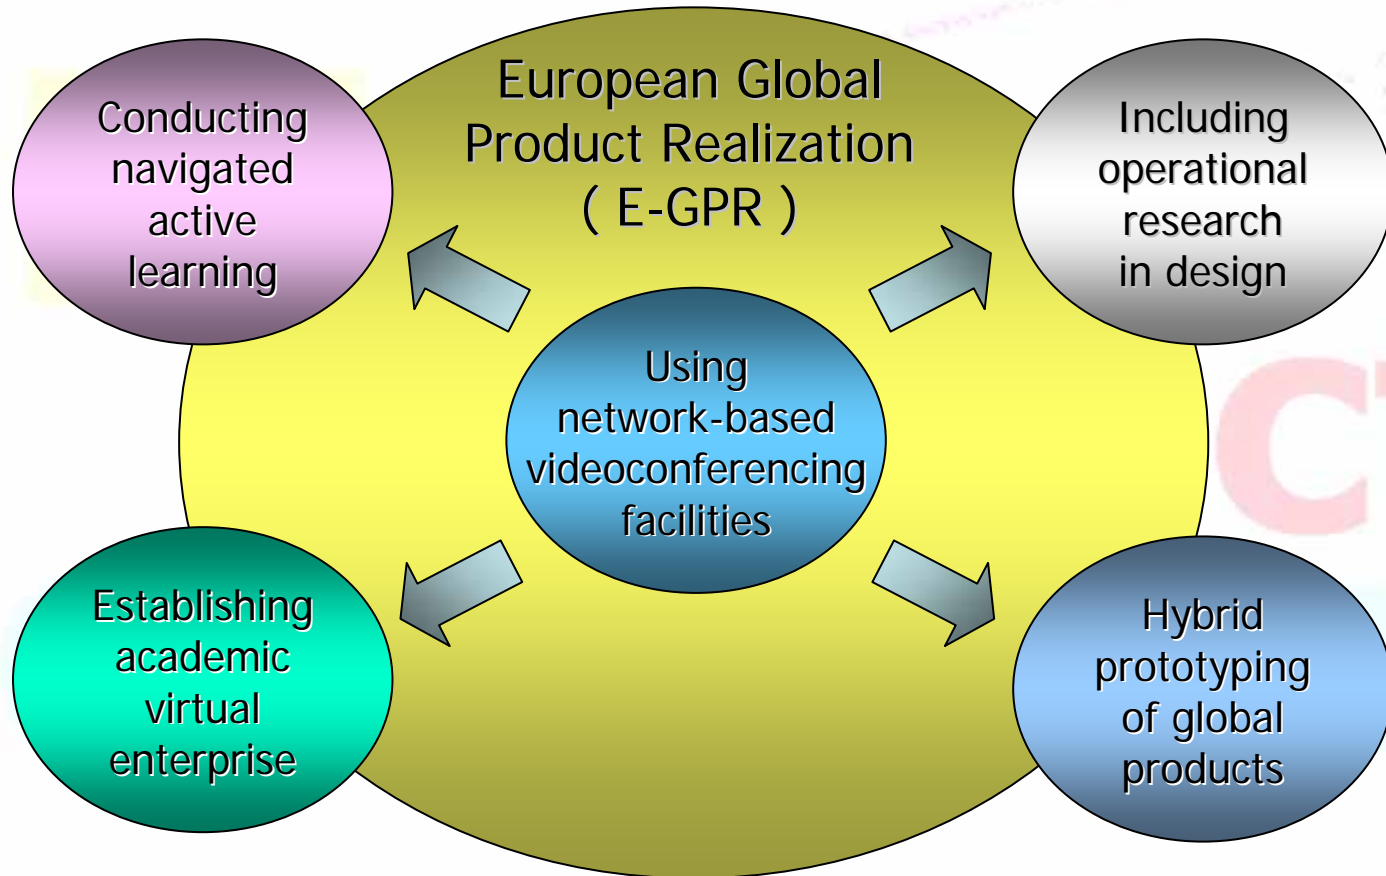 European Global
Product Realization
( E-GPR )
Conducting
navigated
active
learning
Including
operational
research
in design
Using
network-based
videoconferencing
facilities
Establishing
academic
virtual
enterprise
Hybrid
prototyping
of global
products